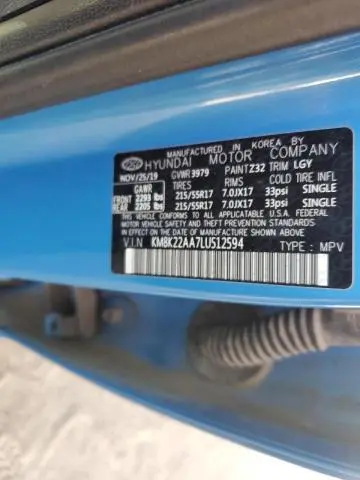 MANUFACTURED IN KOREA BY
HYUNDAI MOTOR COMPANY
NOV/25/19 GVWR 3979 PAINT Z32 TRIM LGY
GAWR TIRES RIMS COLD TIRE INFL
FRONT 2293 lbs 215/55R17 7.0JX17 33psi SINGLE
REAR 2205 lbs 215/55R17 7.0JX17 33psi SINGLE
THIS VEHICLE CONFORMS TO ALL APPLICABLE U.S. FEDERAL MOTOR
VEHICLE SAFETY BUMPER AND THEFT PREVENTION STANDARDS
IN EFFECT ON THE DATE OF MANUFACTURE SHOWN ABOVE.
V.I.N KM8K22AA7LU512594 TYPE : MPV